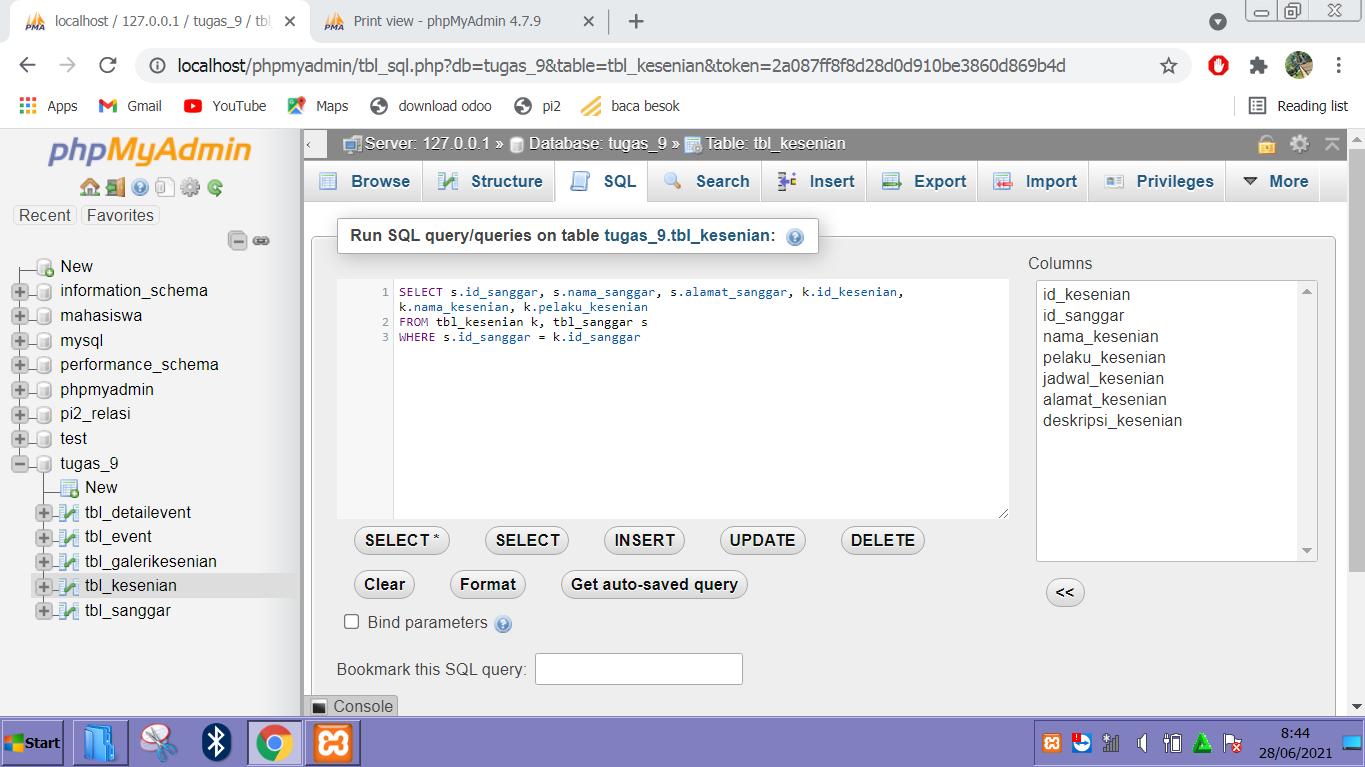 localhost / 127.0.0.1 / tugas_9 / tbl
Print view - phpMyAdmin 4.7.9
localhost/phpmyadmin/tbl_sql.php?db=tugas_9&table=tbl_kesenian&token=2a087ff8f8d28d0d910be3860d869b4d
Apps Gmail YouTube Maps download odoo pi2 baca besok Reading list
phpMyAdmin
Recent Favorites
New
information_schema
mahasiswa
mysql
performance_schema
phpmyadmin
pi2_relasi
test
tugas_9
New
tbl_detailevent
tbl_event
tbl_galerikesenian
tbl_kesenian
tbl_sanggar
Server: 127.0.0.1 » Database: tugas_9 » Table: tbl_kesenian
Browse Structure SQL Search Insert Export Import Privileges More
Run SQL query/queries on table tugas_9.tbl_kesenian:
1 SELECT s.id_sanggar, s.nama_sanggar, s.alamat_sanggar, k.id_kesenian,
k.nama_kesenian, k.pelaku_kesenian
2 FROM tbl_kesenian k, tbl_sanggar s
3 WHERE s.id_sanggar = k.id_sanggar
Columns
id_kesenian
id_sanggar
nama_kesenian
pelaku_kesenian
jadwal_kesenian
alamat_kesenian
deskripsi_kesenian
SELECT * SELECT INSERT UPDATE DELETE
Clear Format Get auto-saved query
<<
Bind parameters
Bookmark this SQL query:
Console
Start
8:44
28/06/2021